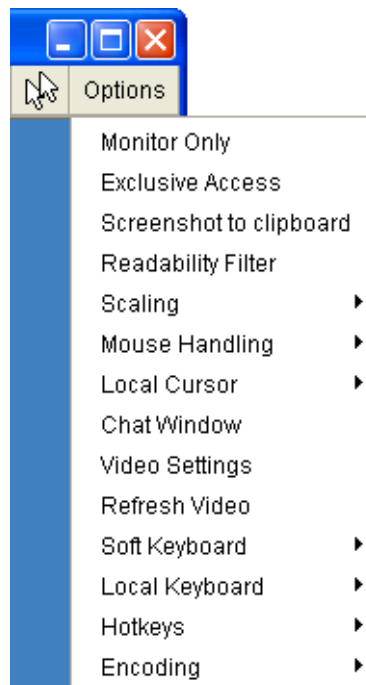 Options
Monitor Only
Exclusive Access
Screenshot to clipboard
Readability Filter
Scaling
Mouse Handling
Local Cursor
Chat Window
Video Settings
Refresh Video
Soft Keyboard
Local Keyboard
Hotkeys
Encoding